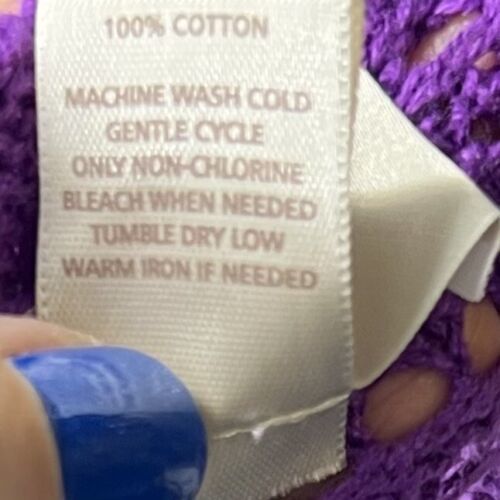 100% COTTON
MACHINE WASH COLD
GENTLE CYCLE
ONLY NON-CHLORINE
BLEACH WHEN NEEDED
TUMBLE DRY LOW
WARM IRON IF NEEDED